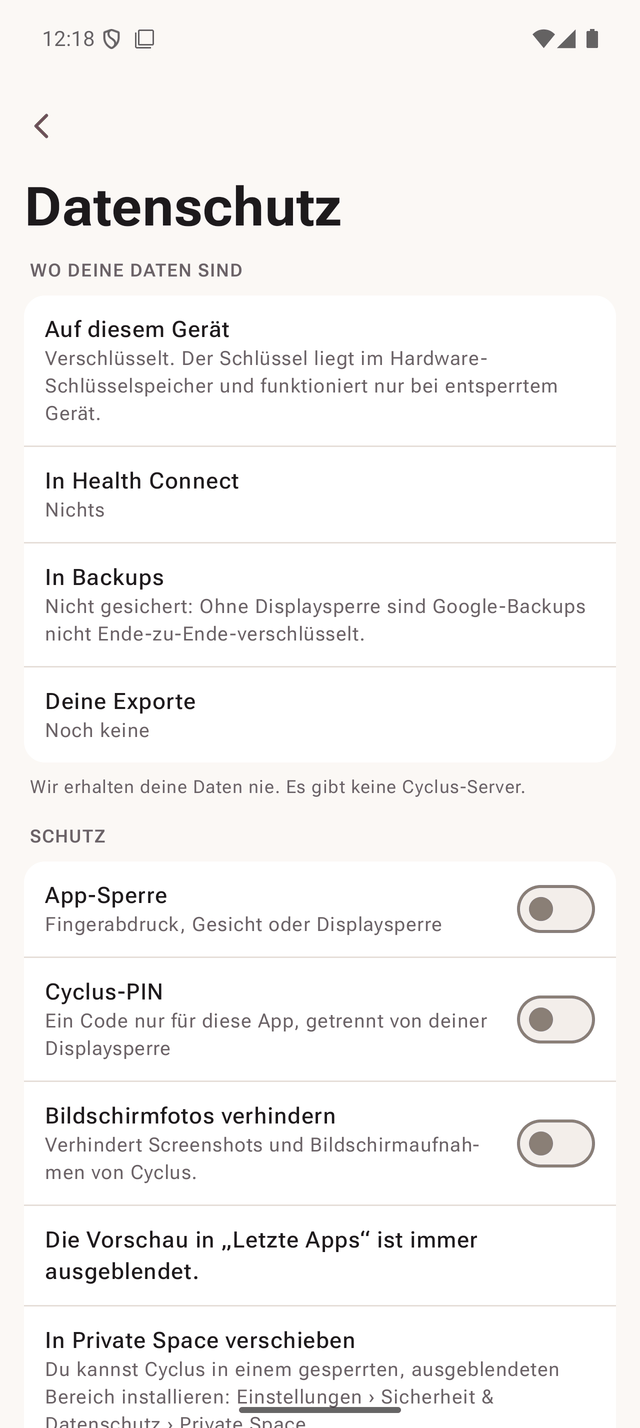 12:18
Datenschutz
WO DEINE DATEN SIND
Auf diesem Gerät
Verschlüsselt. Der Schlüssel liegt im Hardware-
Schlüsselspeicher und funktioniert nur bei entsperrtem
Gerät.
In Health Connect
Nichts
In Backups
Nicht gesichert: Ohne Displaysperre sind Google-Backups
nicht Ende-zu-Ende-verschlüsselt.
Deine Exporte
Noch keine
Wir erhalten deine Daten nie. Es gibt keine Cyclus-Server.
SCHUTZ
App-Sperre
Fingerabdruck, Gesicht oder Displaysperre
Cyclus-PIN
Ein Code nur für diese App, getrennt von deiner
Displaysperre
Bildschirmfotos verhindern
Verhindert Screenshots und Bildschirmaufnah-
men von Cyclus.
Die Vorschau in „Letzte Apps“ ist immer
ausgeblendet.
In Private Space verschieben
Du kannst Cyclus in einem gesperrten, ausgeblendeten
Bereich installieren: Einstellungen › Sicherheit &
Datenschutz › Private Space